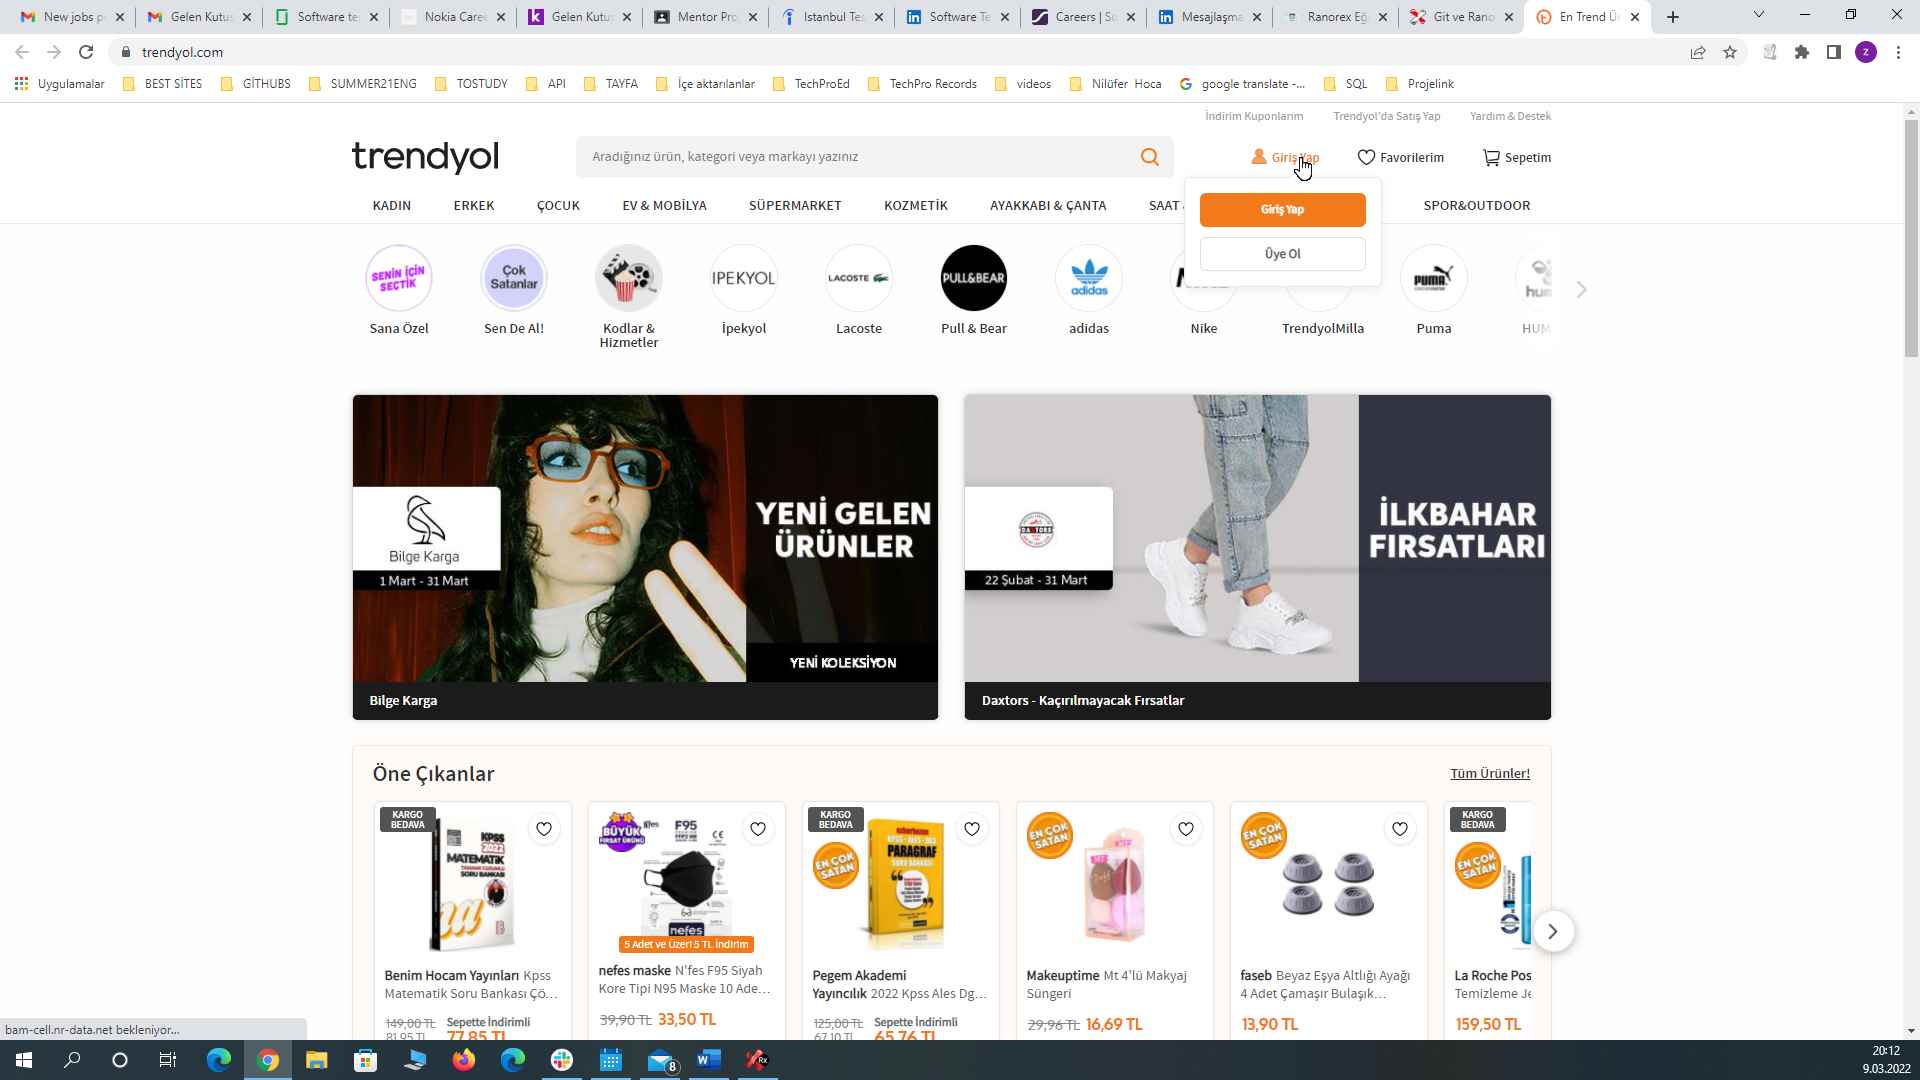 New jobs p
Gelen Kutus
Software te
Nokia Caree
Gelen Kutus
Mentor Pro
Istanbul Tes
Software Te
Careers | So
Mesajlaşma
Ranorex Eğ
Git ve Rano
En Trend Ür
trendyol.com
Z
Uygulamalar
BEST SİTES
GİTHUBS
SUMMER21ENG
TOSTUDY
API
TAYFA
İçe aktarılanlar
TechProEd
TechPro Records
videos
Nilüfer Hoca
google translate -...
SQL
Projelink
İndirim Kuponlarım
Trendyol'da Satış Yap
Yardım & Destek
trendyol
Aradığınız ürün, kategori veya markayı yazınız
Giriş Yap
Favorilerim
Sepetim
KADIN
ERKEK
ÇOCUK
EV & MOBİLYA
SÜPERMARKET
KOZMETİK
AYAKKABI & ÇANTA
SAAT
SPOR&OUTDOOR
Giriş Yap
Üye Ol
SENİN İÇİN
SEÇTİK
Çok
Satanlar
IPEKYOL
LACOSTE
PULL&BEAR
adidas
PUMA
hum
Sana Özel
Sen De Al!
Kodlar &
Hizmetler
İpekyol
Lacoste
Pull & Bear
adidas
Nike
TrendyolMilla
Puma
HUM
Bilge Karga
1 Mart - 31 Mart
YENİ GELEN
ÜRÜNLER
YENİ KOLEKSİYON
Bilge Karga
DAXTORS
22 Şubat - 31 Mart
İLKBAHAR
FIRSATLARI
Daxtors - Kaçırılmayacak Fırsatlar
Öne Çıkanlar
Tüm Ürünler!
KARGO
BEDAVA
KPSS
2022
MATEMATİK
SORU BANKASI
BÜYÜK
FIRSAT ÜRÜNÜ
nefes
F95
nefes
5 Adet ve Üzeri 5 TL İndirim
KARGO
BEDAVA
EN ÇOK
SATAN
PARAGRAF
SORU BANKASI
EN ÇOK
SATAN
EN ÇOK
SATAN
KARGO
BEDAVA
EN ÇOK
SATAN
Benim Hocam Yayınları Kpss
Matematik Soru Bankası Çö...
149,00 TL
81,95 TL
Sepette İndirimli
77,85 TL
nefes maske N'fes F95 Siyah
Kore Tipi N95 Maske 10 Ade...
39,90 TL 33,50 TL
Pegem Akademi
Yayıncılık 2022 Kpss Ales Dg...
125,00 TL
67,10 TL
Sepette İndirimli
65,76 TL
Makeuptime Mt 4'lü Makyaj
Süngeri
29,96 TL 16,69 TL
faseb Beyaz Eşya Altlığı Ayağı
4 Adet Çamaşır Bulaşık...
13,90 TL
La Roche Pos
Temizleme Je
159,50 TL
bam-cell.nr-data.net bekleniyor...
8
20:12
9.03.2022